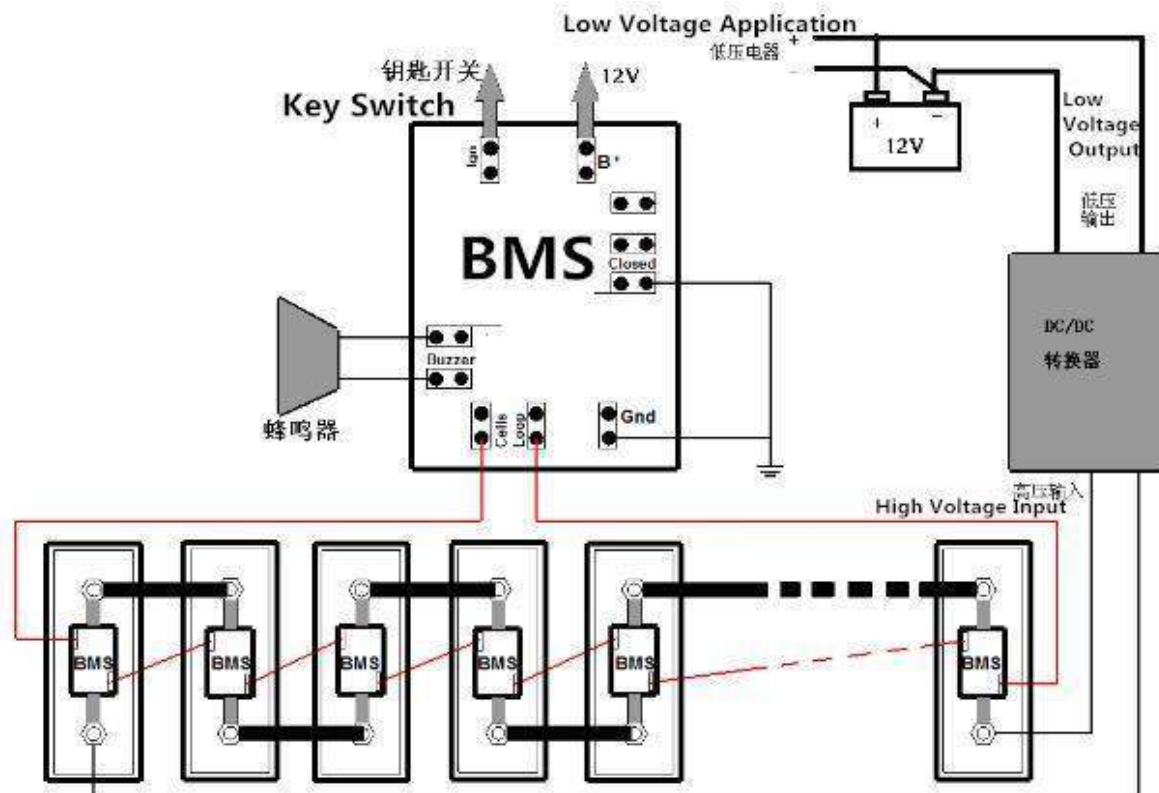 Low Voltage Application
低压电器
+
-
钥匙开关
12V
Key Switch
Low
Voltage
Output
+ -
12V
Ign
B+
低压
输出
BMS
Closed
DC/DC
转换器
Buzzer
蜂鸣器
Cells
Loop
Gnd
高压输入
High Voltage Input
BMS
BMS
BMS
BMS
BMS
BMS